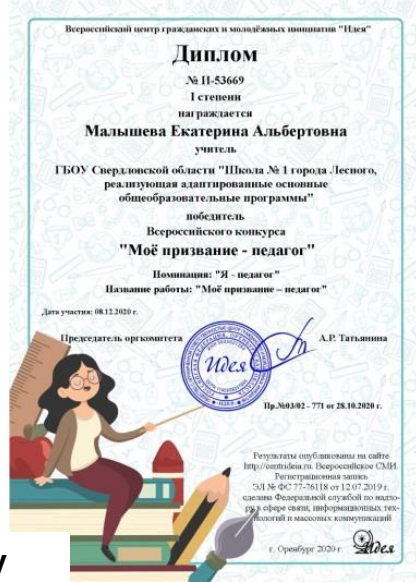 Всероссийский центр гражданских и молодёжных инициатив "Идея"
Диплом
№ II-53669
I степени
награждается
Малышева Екатерина Альбертовна
учитель
ГБОУ Свердловской области "Школа № 1 города Лесного,
реализующая адаптированные основные
общеобразовательные программы"
победитель
Всероссийского конкурса
"Моё призвание - педагог"
Номинация: "Я - педагог"
Название работы: "Моё призвание – педагог"
Дата участия: 08.12.2020 г.
Председатель оргкомитета
А.Р. Татьянина
Идея
Пр.№03/02 - 771 от 28.10.2020 г.
Результаты опубликованы на сайте
http://centrideia.ru. Всероссийское СМИ.
Регистрационная запись
ЭЛ № ФС 77-76118 от 12.07.2019 г.
сделана Федеральной службой по надзо-
ру в сфере связи, информационных тех-
нологий и массовых коммуникаций
г. Оренбург 2020 г.
Идея